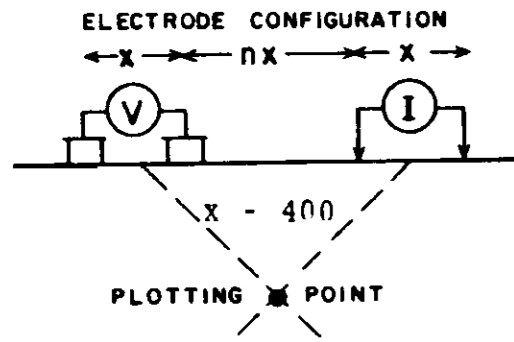 ELECTRODE CONFIGURATION
x nx x
V I
x - 400
PLOTTING POINT